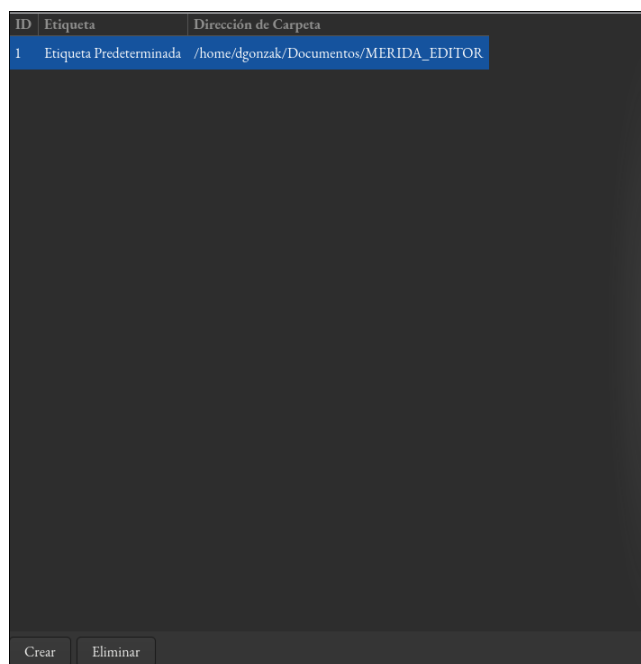 ID Etiqueta Dirección de Carpeta
1 Etiqueta Predeterminada /home/dgonzak/Documentos/MERIDA_EDITOR
Crear Eliminar